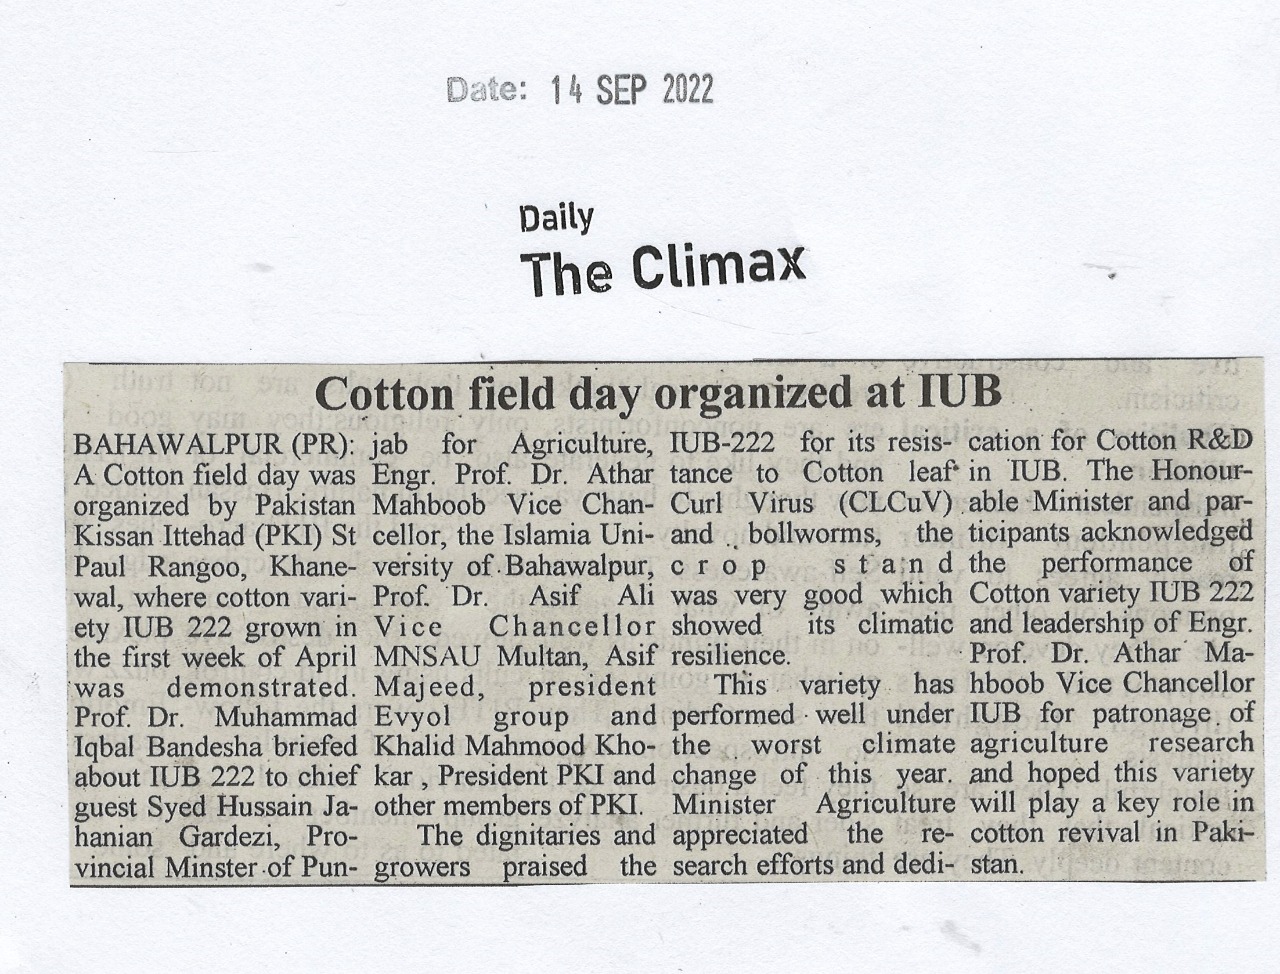 Date: 14 SEP 2022
Daily
The Climax
Cotton field day organized at IUB
BAHAWALPUR (PR):
A Cotton field day was
organized by Pakistan
Kissan Ittehad (PKI) St
Paul Rangoo, Khane-
wal, where cotton vari-
ety IUB 222 grown in
the first week of April
was demonstrated.
Prof. Dr. Muhammad
Iqbal Bandesha briefed
about IUB 222 to chief
guest Syed Hussain Ja-
hanian Gardezi, Pro-
vincial Minster of Pun-
jab for Agriculture,
Engr. Prof. Dr. Athar
Mahboob Vice Chan-
cellor, the Islamia Uni-
versity of Bahawalpur,
Prof. Dr. Asif Ali
Vice Chancellor
MNSAU Multan, Asif
Majeed, president
Evyol group and
Khalid Mahmood Kho-
kar , President PKI and
other members of PKI.
The dignitaries and
growers praised the
IUB-222 for its resis-
tance to Cotton leaf
Curl Virus (CLCuV)
and bollworms, the
crop stand
was very good which
showed its climatic
resilience.
This variety has
performed well under
the worst climate
change of this year.
Minister Agriculture
appreciated the re-
search efforts and dedi-
cation for Cotton R&D
in IUB. The Honour-
able Minister and par-
ticipants acknowledged
the performance of
Cotton variety IUB 222
and leadership of Engr.
Prof. Dr. Athar Ma-
hboob Vice Chancellor
IUB for patronage of
agriculture research
and hoped this variety
will play a key role in
cotton revival in Paki-
stan.